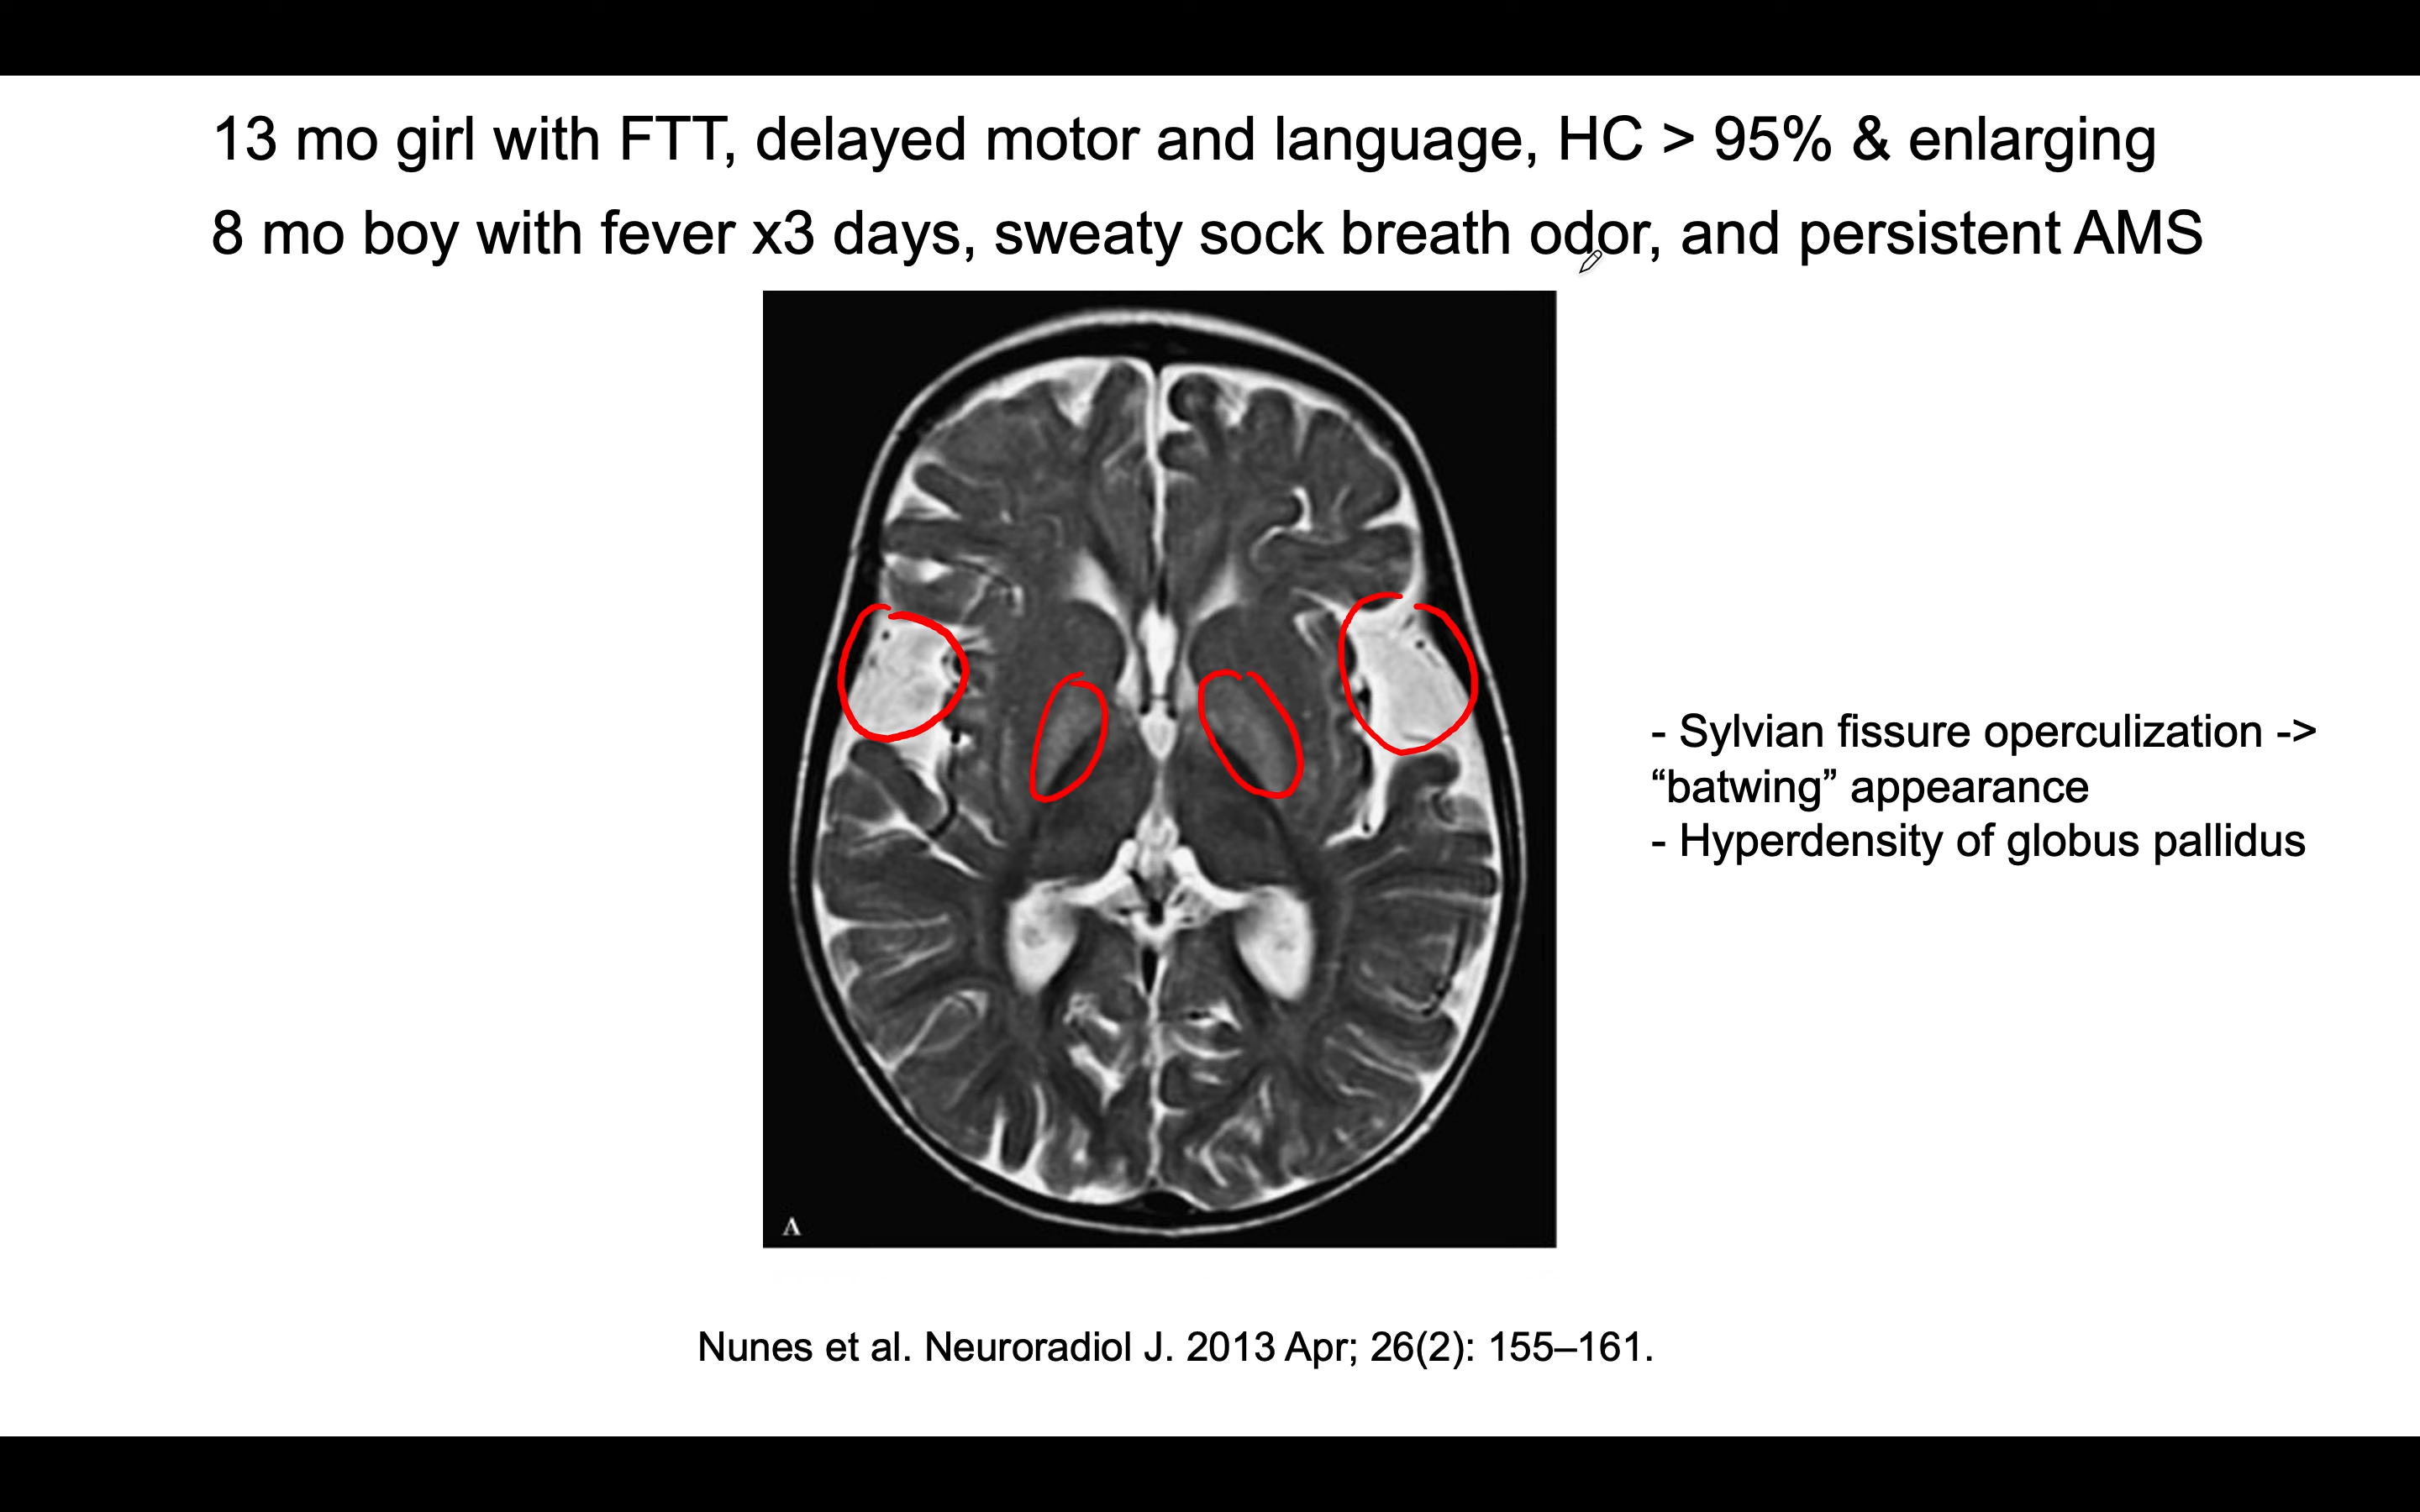 13 mo girl with FTT, delayed motor and language, HC > 95% & enlarging
8 mo boy with fever x3 days, sweaty sock breath odor, and persistent AMS
- Sylvian fissure operculization ->
“batwing” appearance
- Hyperdensity of globus pallidus
A
Nunes et al. Neuroradiol J. 2013 Apr; 26(2): 155–161.